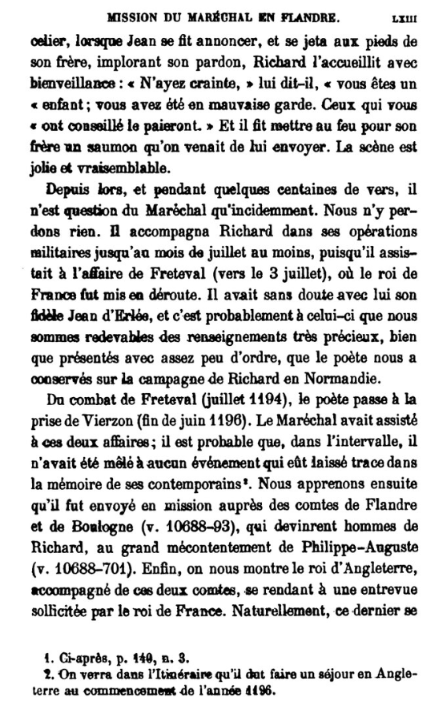 MISSION DU MARÉCHAL EN FLANDRE. LXIII
celier, lorsque Jean se fit annoncer, et se jeta aux pieds de
son frère, implorant son pardon, Richard l'accueillit avec
bienveillance : « N'ayez crainte, » lui dit-il, « vous êtes un
« enfant ; vous avez été en mauvaise garde. Ceux qui vous
« ont conseillé le paieront. » Et il fit mettre au feu pour son
frère un saumon qu'on venait de lui envoyer. La scène est
jolie et vraisemblable.
Depuis lors, et pendant quelques centaines de vers, il
n'est question du Maréchal qu'incidemment. Nous n'y per-
dons rien. Il accompagna Richard dans ses opérations
militaires jusqu'au mois de juillet au moins, puisqu'il assis-
tait à l'affaire de Freteval (vers le 3 juillet), où le roi de
France fut mis en déroute. Il avait sans doute avec lui son
fidèle Jean d'Erlée, et c'est probablement à celui-ci que nous
sommes redevables des renseignements très précieux, bien
que présentés avec assez peu d'ordre, que le poète nous a
conservés sur la campagne de Richard en Normandie.
Du combat de Freteval (juillet 1194), le poète passe à la
prise de Vierzon (fin de juin 1196). Le Maréchal avait assisté
à ces deux affaires ; il est probable que, dans l'intervalle, il
n'avait été mêlé à aucun événement qui eût laissé trace dans
la mémoire de ses contemporains². Nous apprenons ensuite
qu'il fut envoyé en mission auprès des comtes de Flandre
et de Boulogne (v. 10688-93), qui devinrent hommes de
Richard, au grand mécontentement de Philippe-Auguste
(v. 10688-701). Enfin, on nous montre le roi d'Angleterre,
accompagné de ces deux comtes, se rendant à une entrevue
sollicitée par le roi de France. Naturellement, ce dernier se
1. Ci-après, p. 140, n. 3.
2. On verra dans l'Itinéraire qu'il dut faire un séjour en Angle-
terre au commencement de l'année 1196.